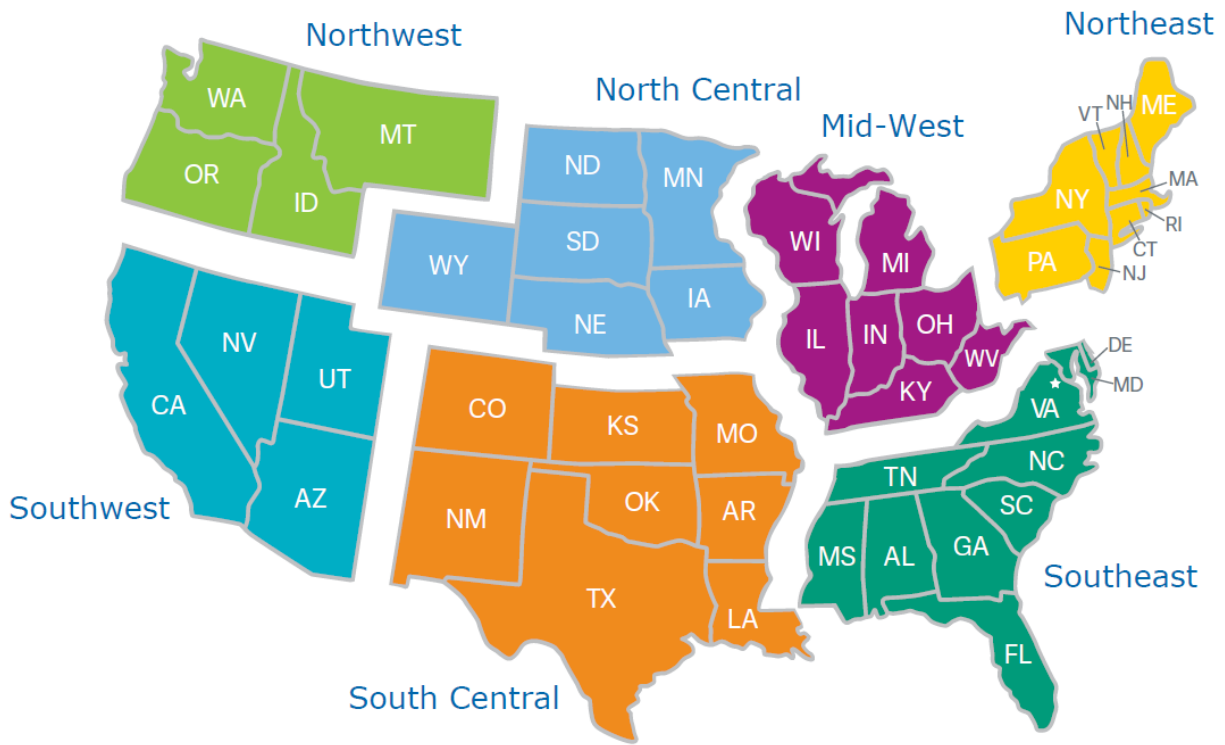 Northwest
WA
OR
ID
MT
North Central
ND
MN
SD
WY
NE
IA
Mid-West
WI
MI
IL
IN
OH
WV
KY
Northeast
ME
VT
NH
NY
MA
RI
CT
NJ
PA
Southwest
CA
NV
UT
AZ
South Central
CO
KS
MO
NM
OK
AR
TX
LA
Southeast
DE
MD
VA
TN
NC
SC
MS
AL
GA
FL